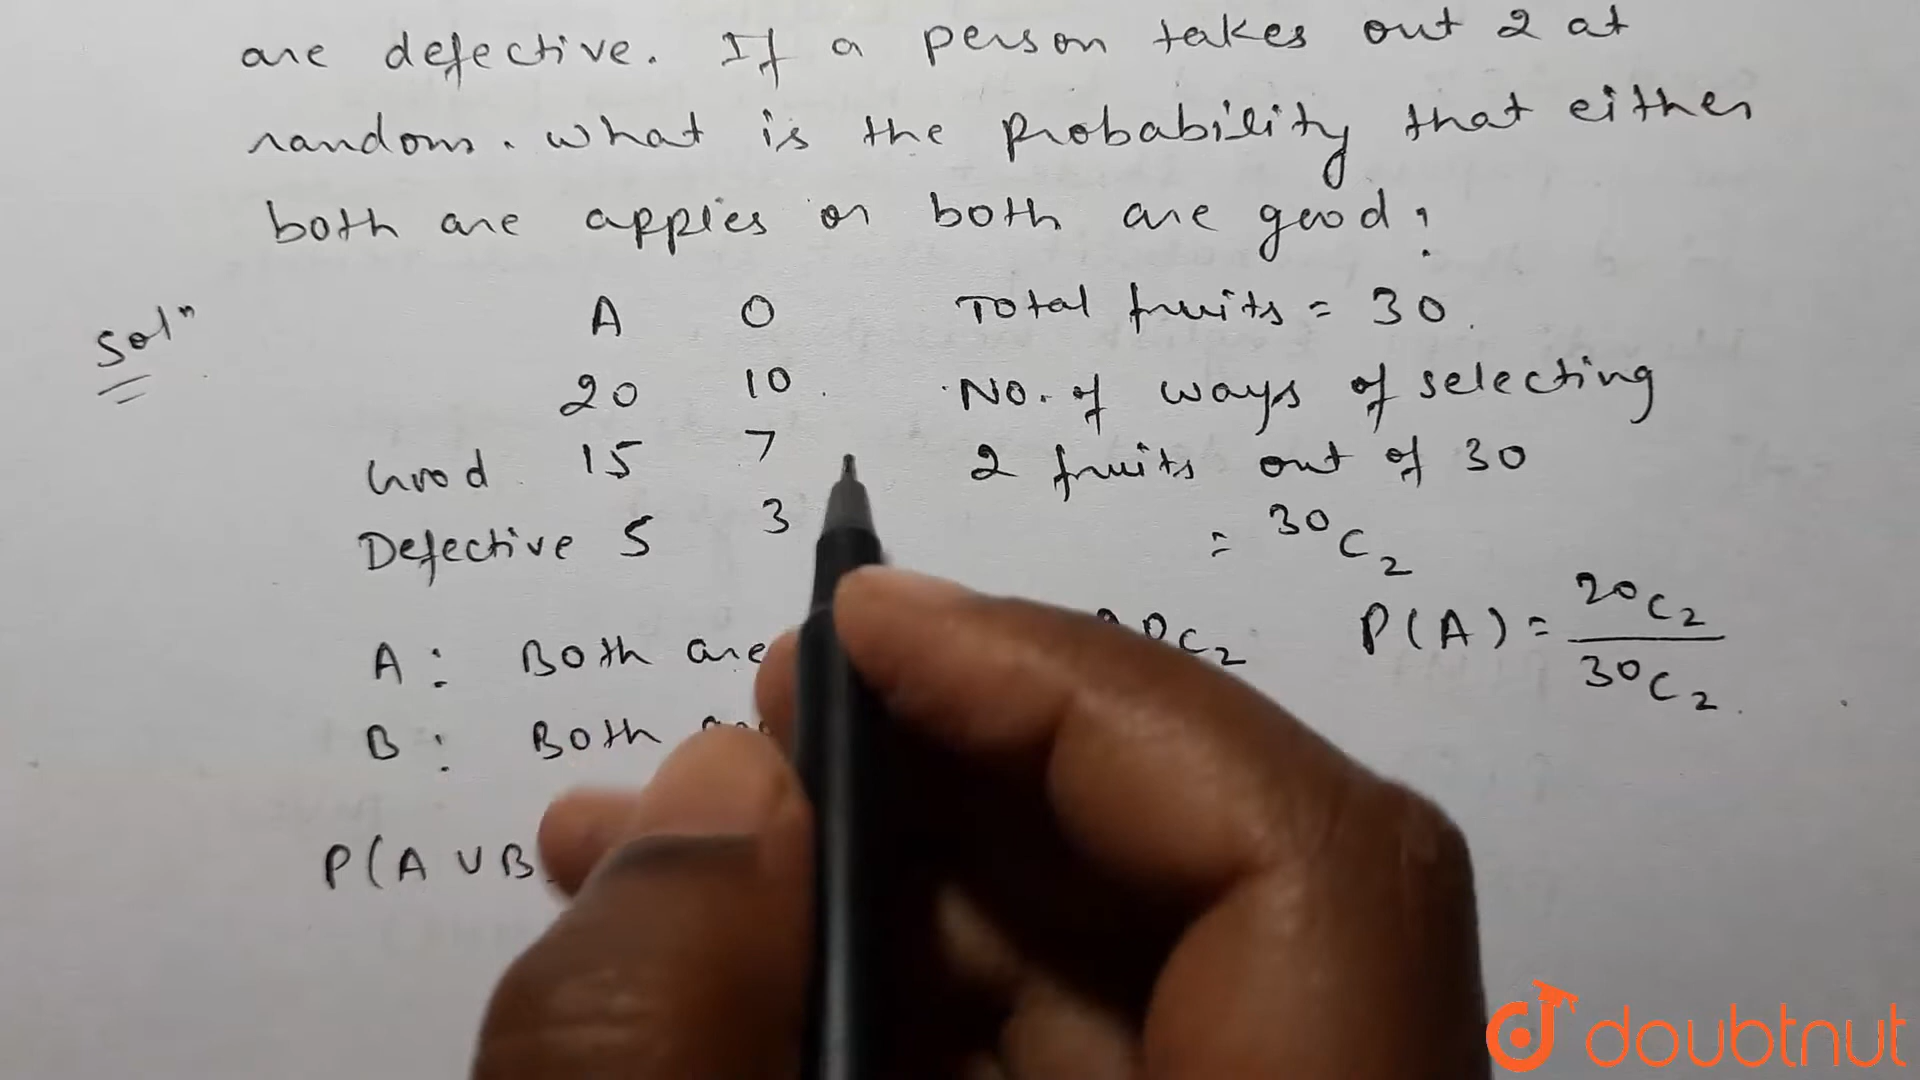 are defective. If a person takes out 2 at
random. what is the probability that either
both are apples or both are good?
Solⁿ
A O Total fruits = 30.
20 10 No. of ways of selecting
Good 15 7 2 fruits out of 30
Defective 5 3 = ³⁰C₂
A : Both are ²⁰C₂ P(A) = ²⁰C₂ / ³⁰C₂
B : Both
P(A ∪ B
doubtnut